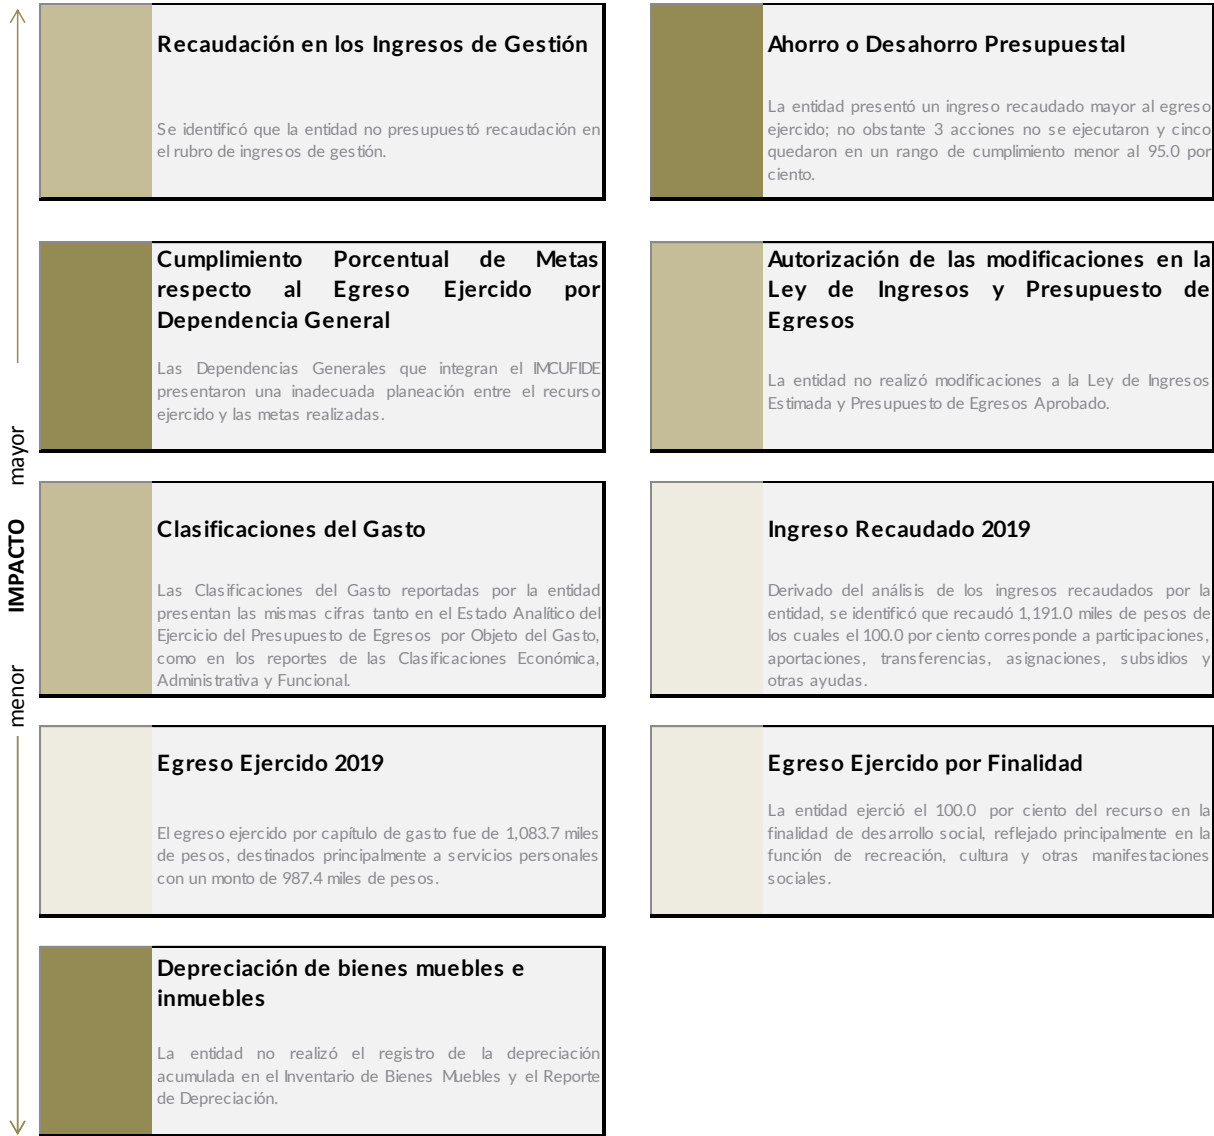 Recaudación en los Ingresos de Gestión
Se identificó que la entidad no presupuestó recaudación en
el rubro de ingresos de gestión.
Ahorro o Desahorro Presupuestal
La entidad presentó un ingreso recaudado mayor al egreso
ejercido; no obstante 3 acciones no se ejecutaron y cinco
quedaron en un rango de cumplimiento menor al 95.0 por
ciento.
Cumplimiento Porcentual de Metas
respecto al Egreso Ejercido por
Dependencia General
Las Dependencias Generales que integran el IMCUFIDE
presentaron una inadecuada planeación entre el recurso
ejercido y las metas realizadas.
Autorización de las modificaciones en la
Ley de Ingresos y Presupuesto de
Egresos
La entidad no realizó modificaciones a la Ley de Ingresos
Estimada y Presupuesto de Egresos Aprobado.
mayor
IMPACTO
menor
Clasificaciones del Gasto
Las Clasificaciones del Gasto reportadas por la entidad
presentan las mismas cifras tanto en el Estado Analítico del
Ejercicio del Presupuesto de Egresos por Objeto del Gasto,
como en los reportes de las Clasificaciones Económica,
Administrativa y Funcional.
Ingreso Recaudado 2019
Derivado del análisis de los ingresos recaudados por la
entidad, se identificó que recaudó 1,191.0 miles de pesos de
los cuales el 100.0 por ciento corresponde a participaciones,
aportaciones, transferencias, asignaciones, subsidios y
otras ayudas.
Egreso Ejercido 2019
El egreso ejercido por capítulo de gasto fue de 1,083.7 miles
de pesos, destinados principalmente a servicios personales
con un monto de 987.4 miles de pesos.
Egreso Ejercido por Finalidad
La entidad ejerció el 100.0 por ciento del recurso en la
finalidad de desarrollo social, reflejado principalmente en la
función de recreación, cultura y otras manifestaciones
sociales.
Depreciación de bienes muebles e
inmuebles
La entidad no realizó el registro de la depreciación
acumulada en el Inventario de Bienes Muebles y el Reporte
de Depreciación.